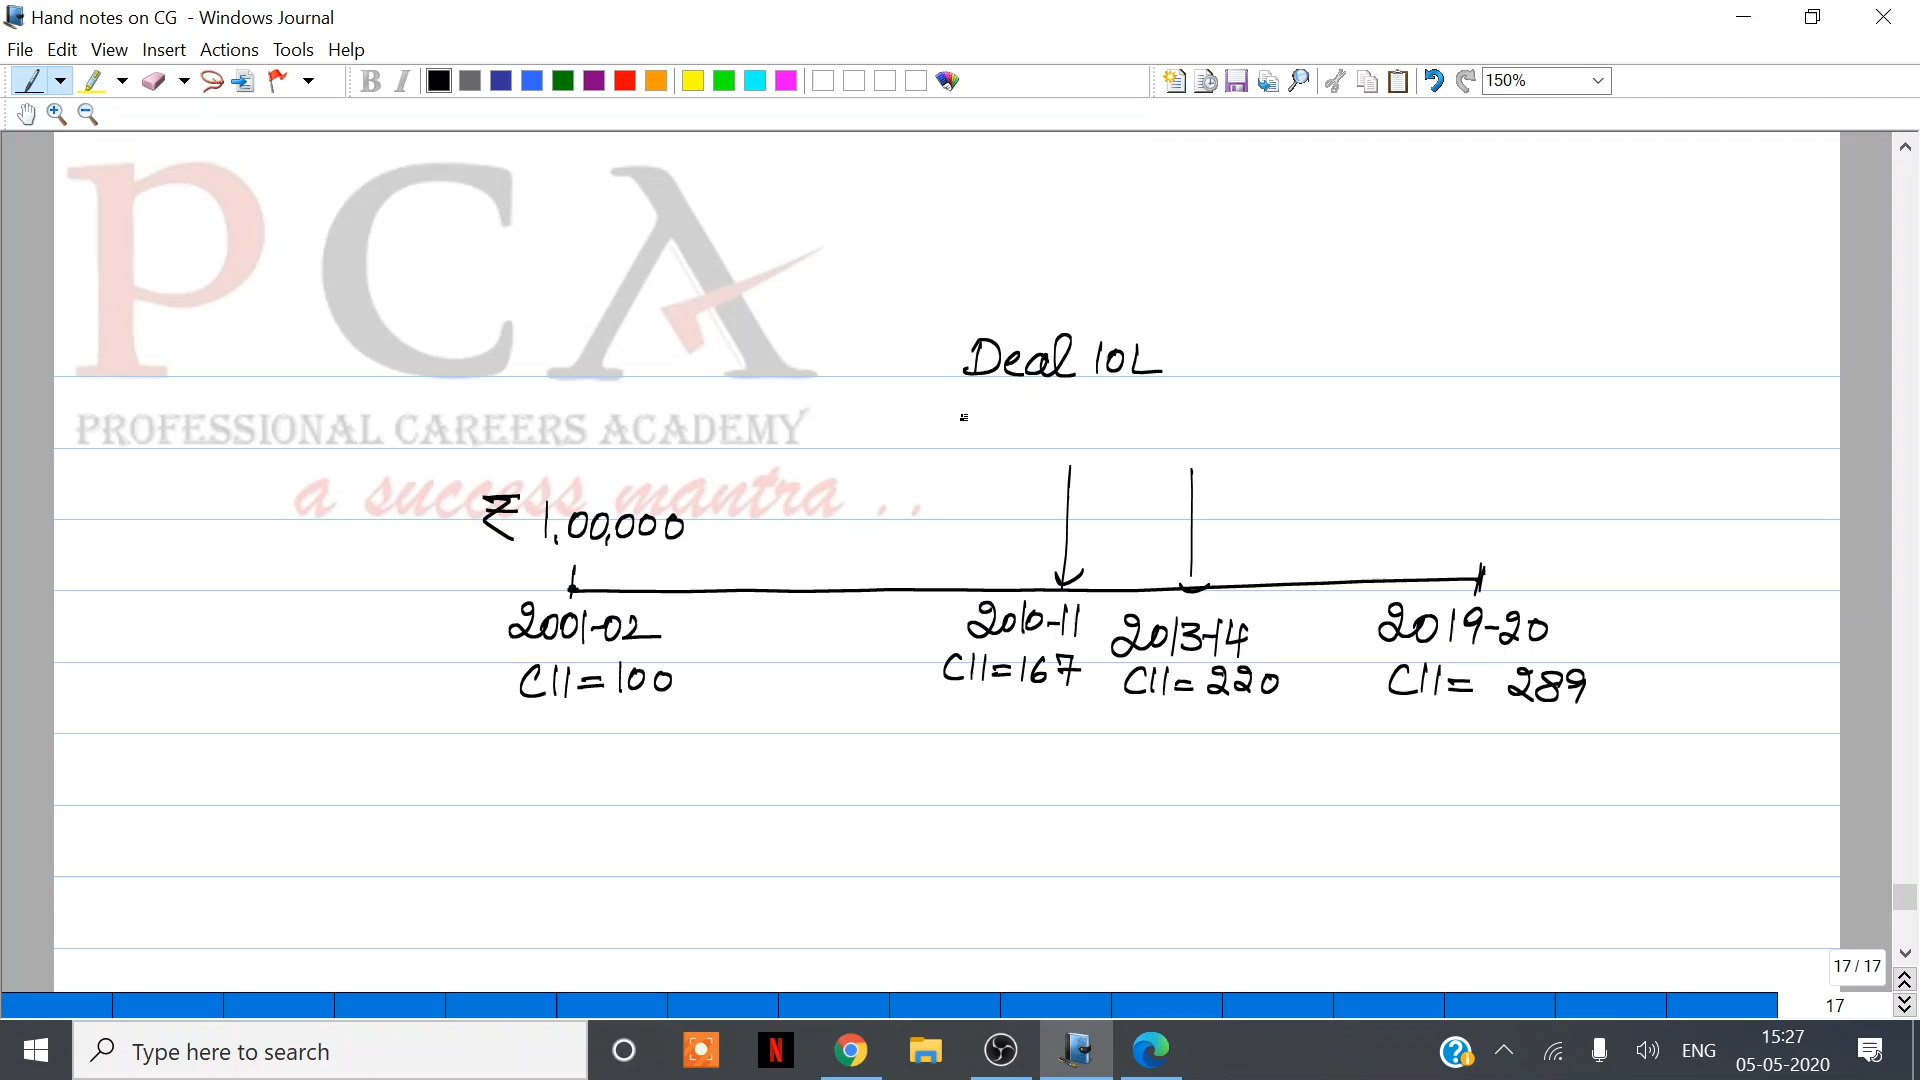 Hand notes on CG - Windows Journal
File Edit View Insert Actions Tools Help
B I 150%
PCA
PROFESSIONAL CAREERS ACADEMY
a success mantra ..
Deal 10L
₹ 1,00,000
2001-02 2010-11 2013-14 2019-20
CII = 100 CII = 167 CII = 220 CII = 289
17 / 17
17
Type here to search
N
ENG
15:27
05-05-2020